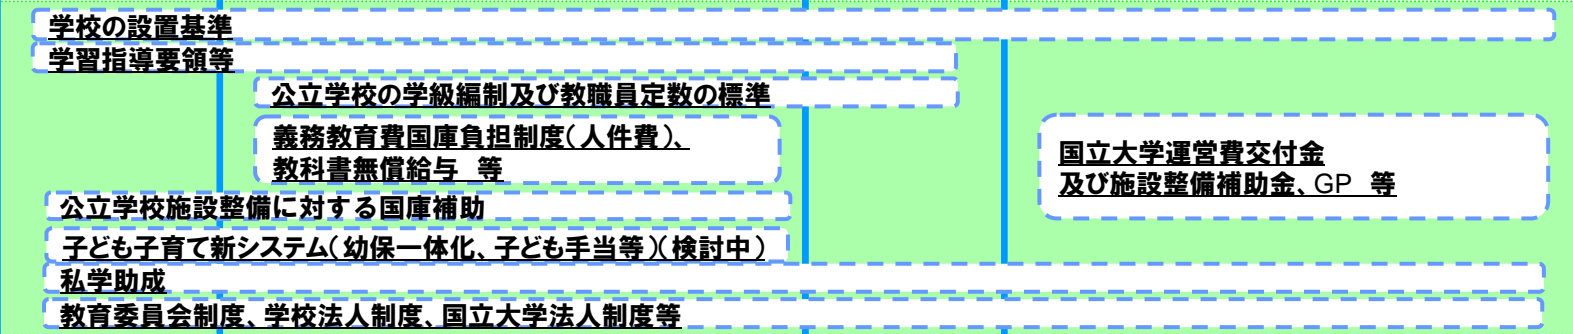 学校の設置基準
学習指導要領等
公立学校の学級編制及び教職員定数の標準
義務教育費国庫負担制度(人件費)、
教科書無償給与　等
国立大学運営費交付金
及び施設整備補助金、GP　等
公立学校施設整備に対する国庫補助
子ども子育て新システム(幼保一体化、子ども手当等)(検討中)
私学助成
教育委員会制度、学校法人制度、国立大学法人制度等